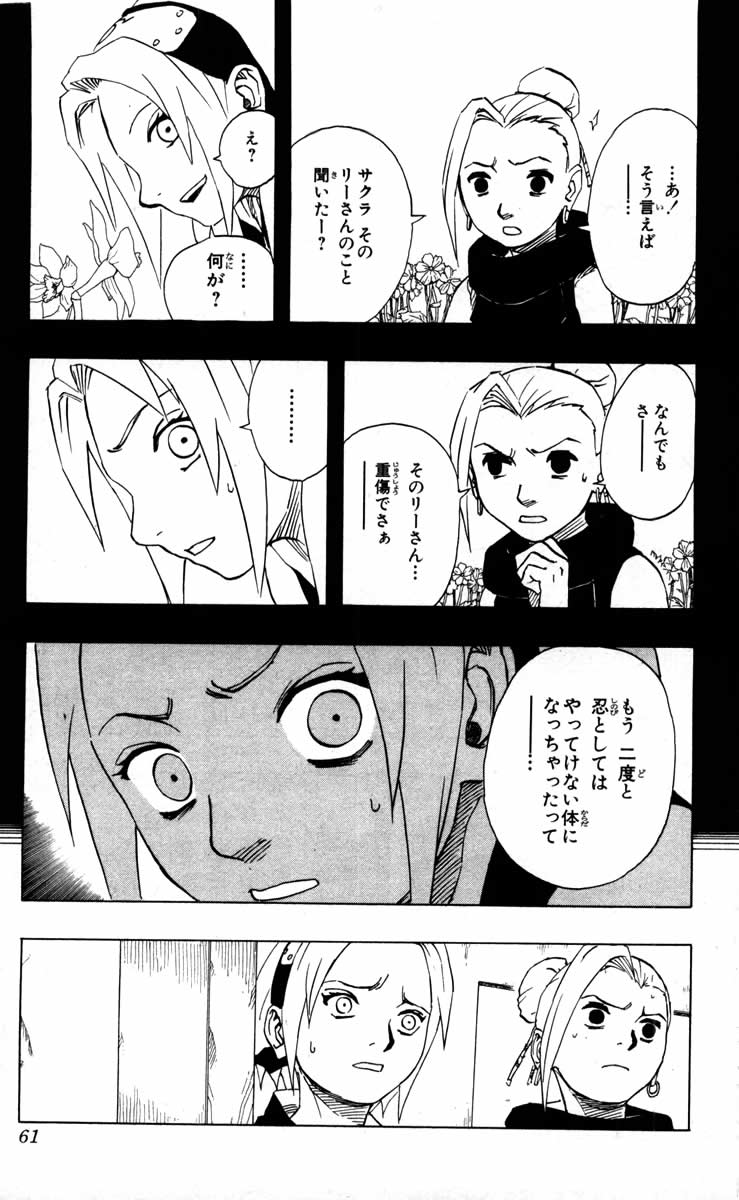 …あ!
そう言えば
――…
サクラ その
リーさんのこと
聞いたー?
え?
……
何が?
なんでも
さ――
そのリーさん…
重傷でさぁ
………
もう 二度と
忍としては
やってけない体に
なっちゃったって
――…
61